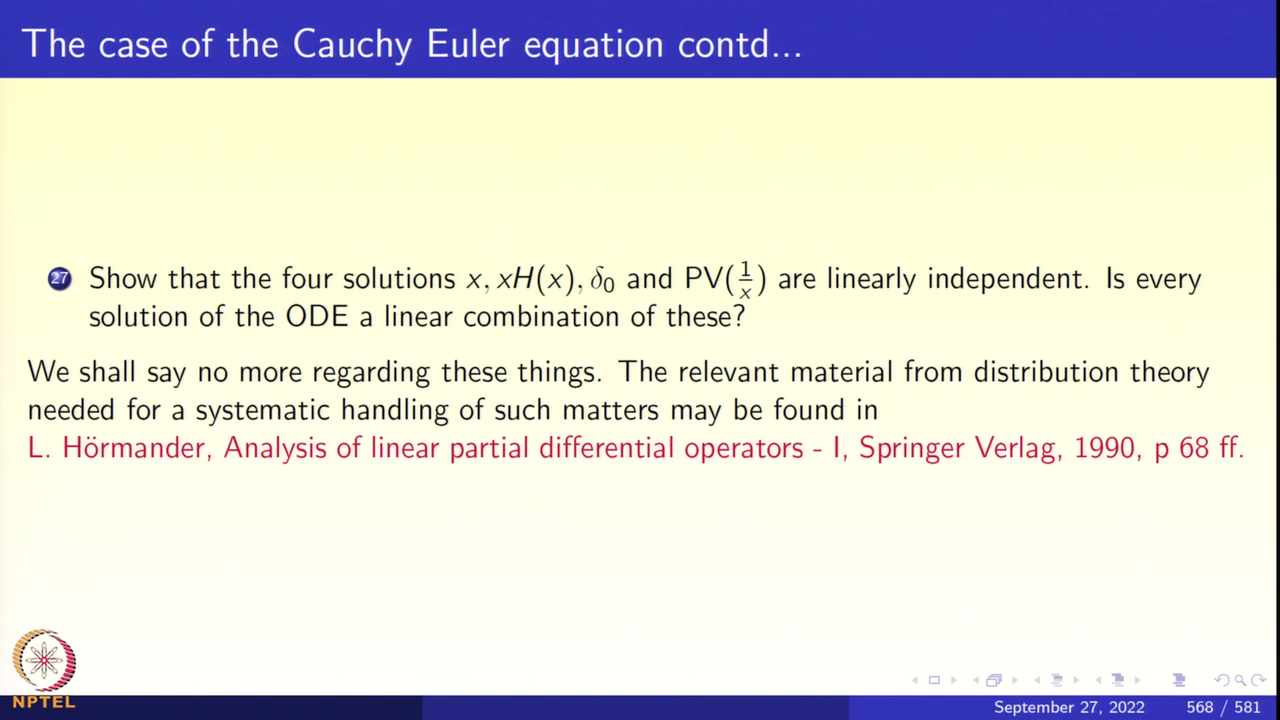 The case of the Cauchy Euler equation contd...
27 Show that the four solutions x, xH(x), δ₀ and PV(1/x) are linearly independent. Is every
solution of the ODE a linear combination of these?
We shall say no more regarding these things. The relevant material from distribution theory
needed for a systematic handling of such matters may be found in
L. Hörmander, Analysis of linear partial differential operators - I, Springer Verlag, 1990, p 68 ff.
NPTEL
September 27, 2022 568 / 581